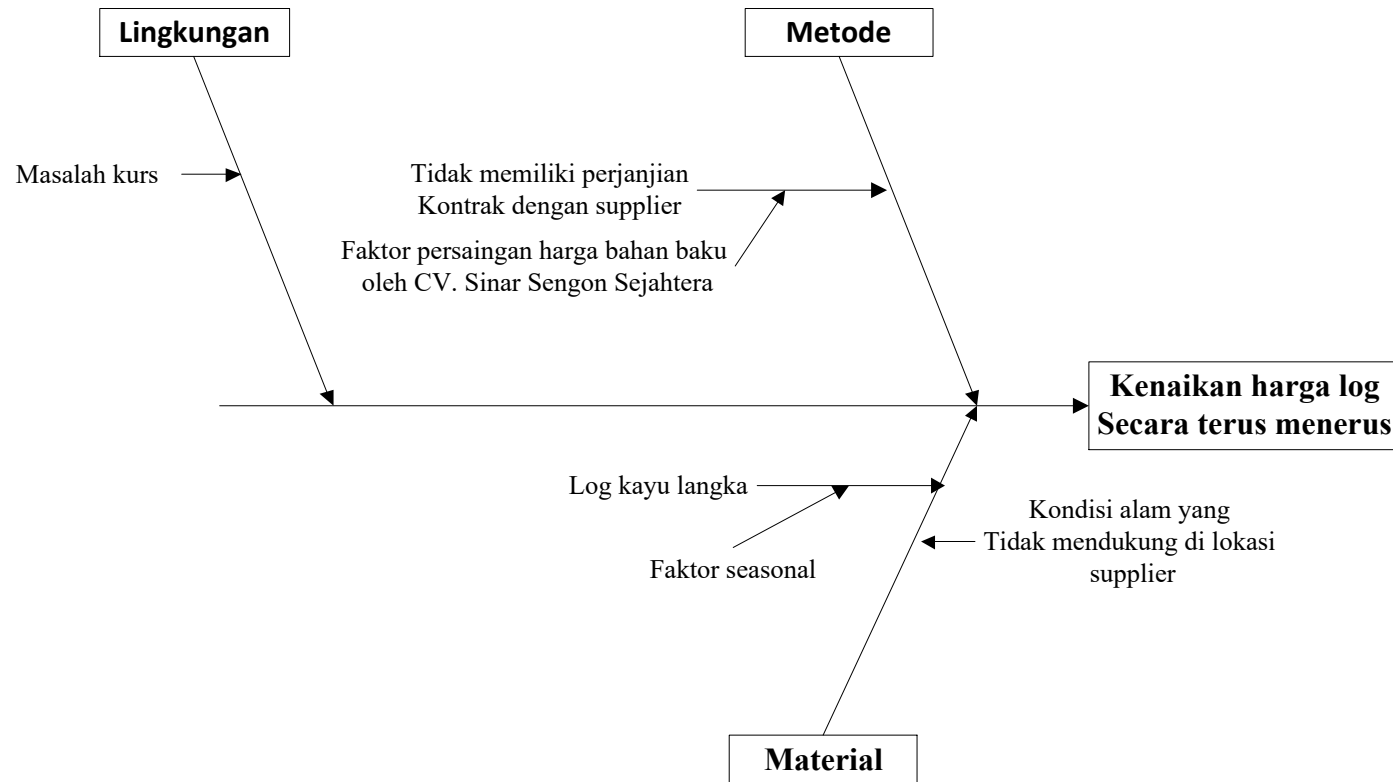 Lingkungan
Metode
Masalah kurs
Tidak memiliki perjanjian
Kontrak dengan supplier
Faktor persaingan harga bahan baku
oleh CV. Sinar Sengon Sejahtera
Kenaikan harga log
Secara terus menerus
Log kayu langka
Faktor seasonal
Kondisi alam yang
Tidak mendukung di lokasi
supplier
Material